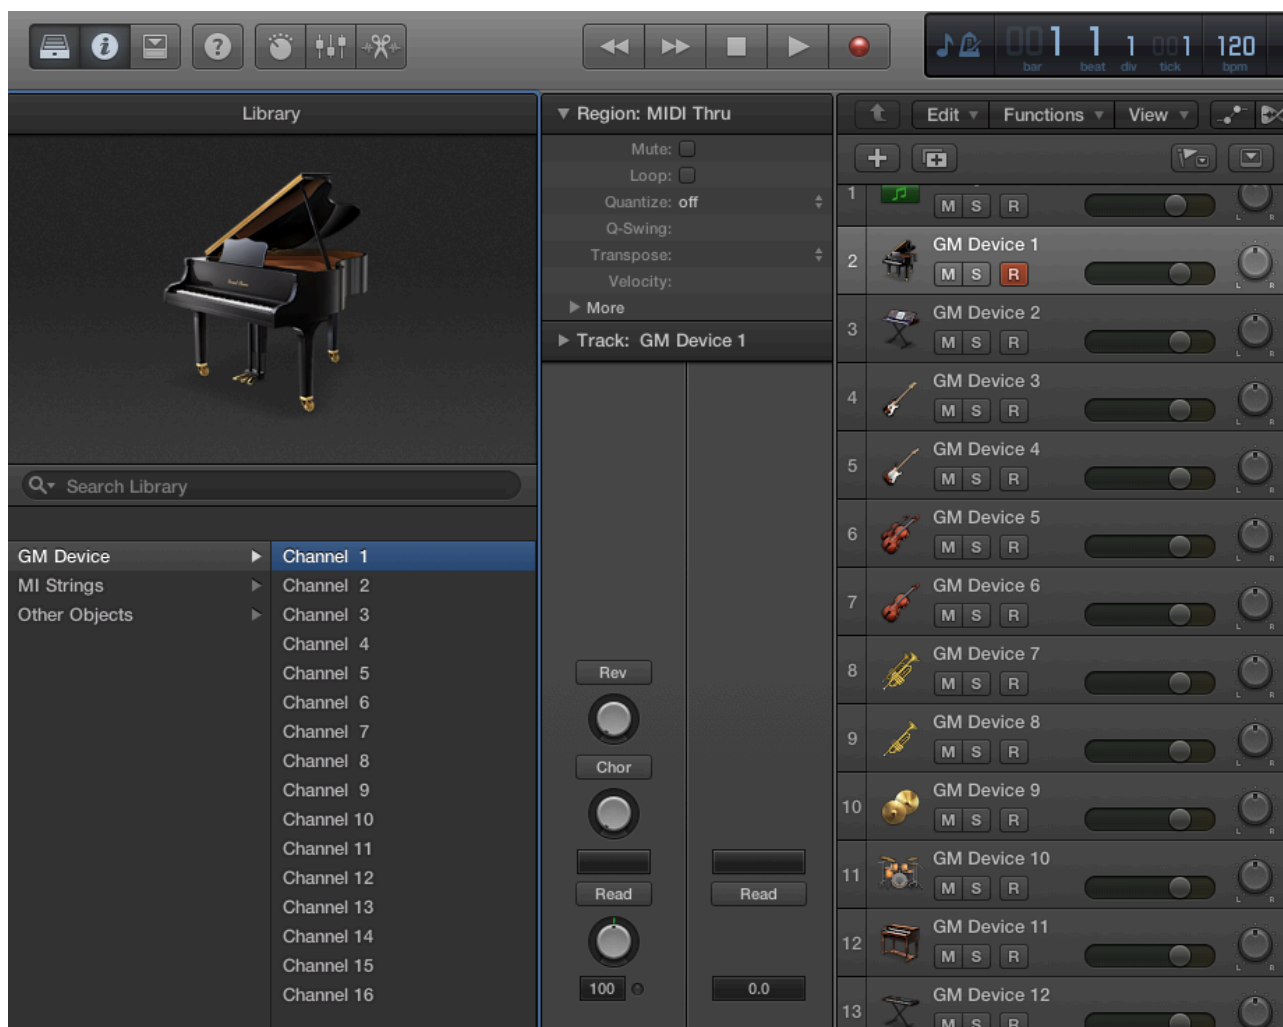 001 1 1 001 120
bar beat div tick bpm
Library
Region: MIDI Thru
Mute:
Loop:
Quantize: off
Q-Swing:
Transpose:
Velocity:
More
Track: GM Device 1
Search Library
GM Device
MI Strings
Other Objects
Channel 1
Channel 2
Channel 3
Channel 4
Channel 5
Channel 6
Channel 7
Channel 8
Channel 9
Channel 10
Channel 11
Channel 12
Channel 13
Channel 14
Channel 15
Channel 16
Rev
Chor
Read
100
Read
0.0
Edit Functions View
1
M S R
L R
2 GM Device 1
M S R
L R
3 GM Device 2
M S R
L R
4 GM Device 3
M S R
L R
5 GM Device 4
M S R
L R
6 GM Device 5
M S R
L R
7 GM Device 6
M S R
L R
8 GM Device 7
M S R
L R
9 GM Device 8
M S R
L R
10 GM Device 9
M S R
L R
11 GM Device 10
M S R
L R
12 GM Device 11
M S R
L R
13 GM Device 12
M S R